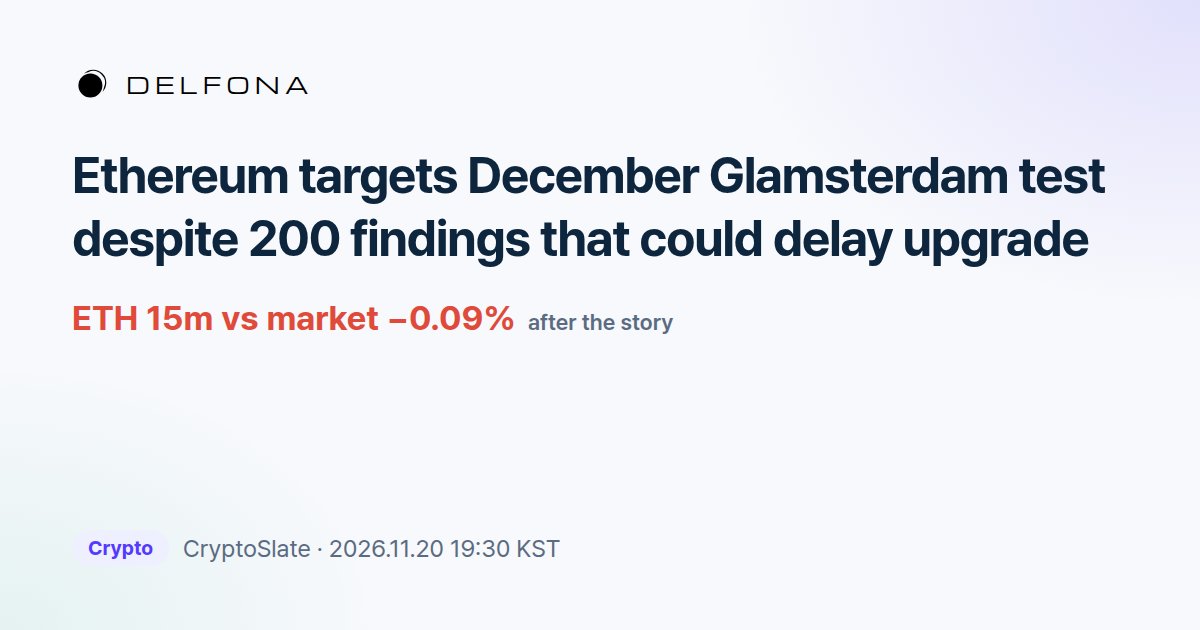 DELFONA
Ethereum targets December Glamsterdam test
despite 200 findings that could delay upgrade
ETH 15m vs market −0.09% after the story
Crypto CryptoSlate · 2026.11.20 19:30 KST